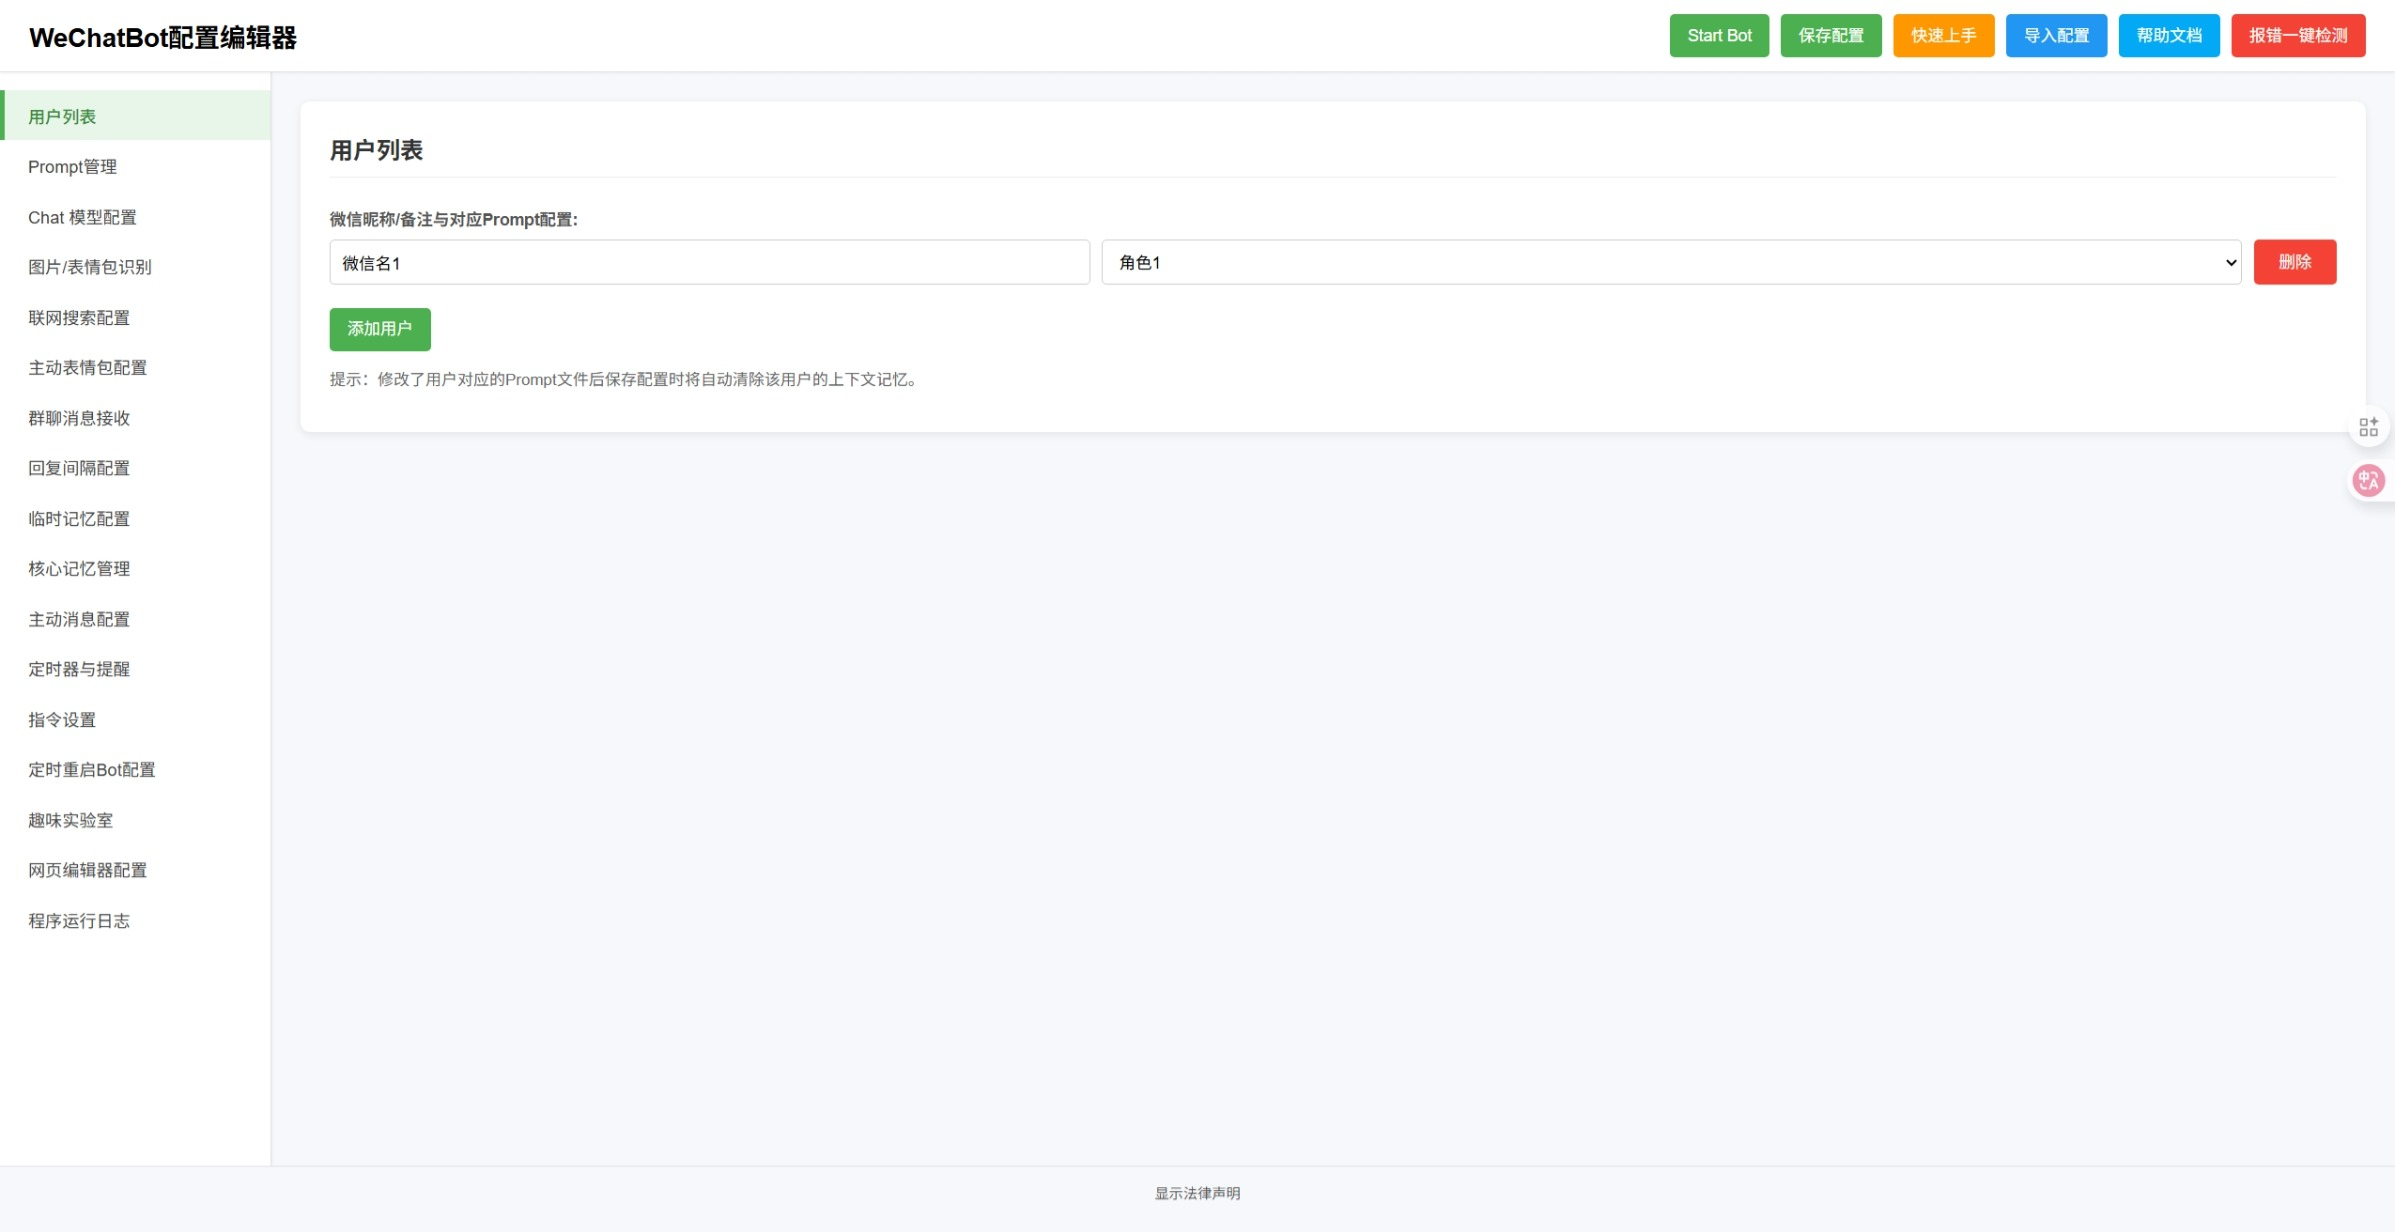 WeChatBot配置编辑器
Start Bot
保存配置
快速上手
导入配置
帮助文档
报错一键检测
用户列表
Prompt管理
Chat 模型配置
图片/表情包识别
联网搜索配置
主动表情包配置
群聊消息接收
回复间隔配置
临时记忆配置
核心记忆管理
主动消息配置
定时器与提醒
指令设置
定时重启Bot配置
趣味实验室
网页编辑器配置
程序运行日志
用户列表
微信昵称/备注与对应Prompt配置:
微信名1
角色1
删除
添加用户
提示：修改了用户对应的Prompt文件后保存配置时将自动清除该用户的上下文记忆。
中A
显示法律声明